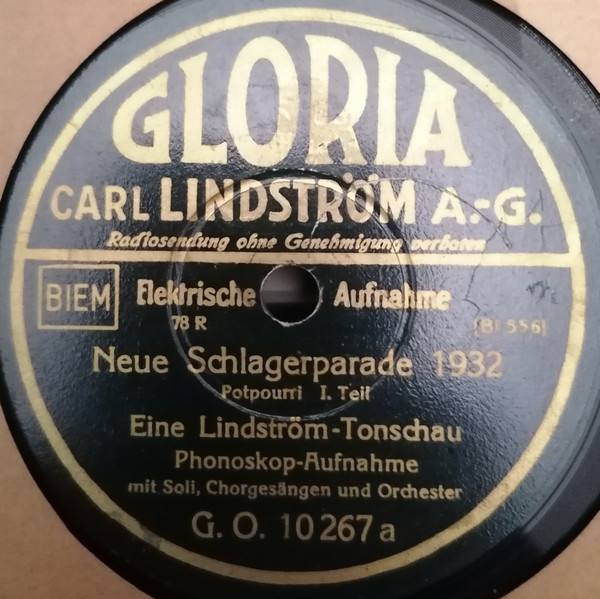 GLORIA
CARL LINDSTRÖM A.-G.
Radiosendung ohne Genehmigung verboten
BIEM Elektrische Aufnahme
78 R [Bi 556]
Neue Schlagerparade 1932
Potpourri I. Teil
Eine Lindström-Tonschau
Phonoskop-Aufnahme
mit Soli, Chorgesängen und Orchester
G. O. 10267a